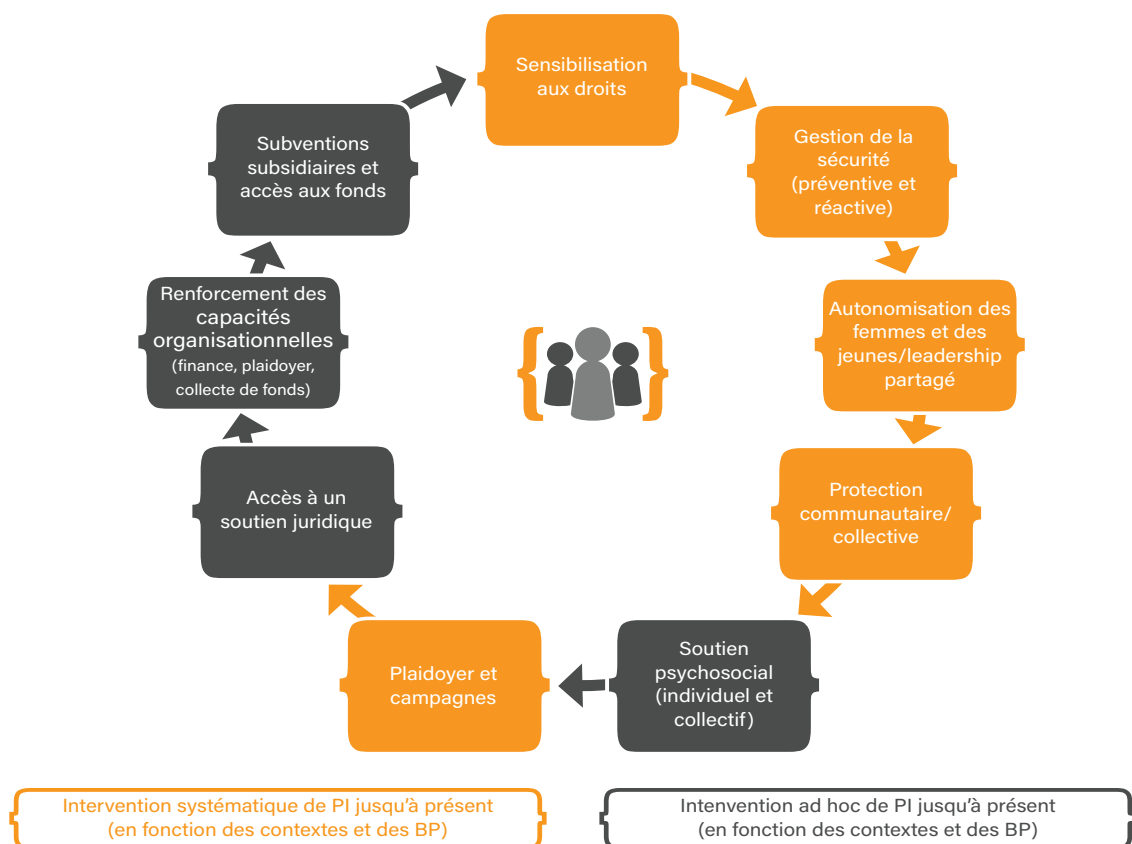 Sensibilisation
aux droits
Gestion de la
sécurité
(préventive et
réactive)
Autonomisation des
femmes et des
jeunes/leadership
partagé
Protection
communautaire/
collective
Soutien
psychosocial
(individuel et
collectif)
Plaidoyer et
campagnes
Accès à un
soutien juridique
Renforcement des
capacités
organisationnelles
(finance, plaidoyer,
collecte de fonds)
Subventions
subsidiaires et
accès aux fonds
Intervention systématique de PI jusqu'à présent
(en fonction des contextes et des BP)
Intervention ad hoc de PI jusqu'à présent
(en fonction des contextes et des BP)